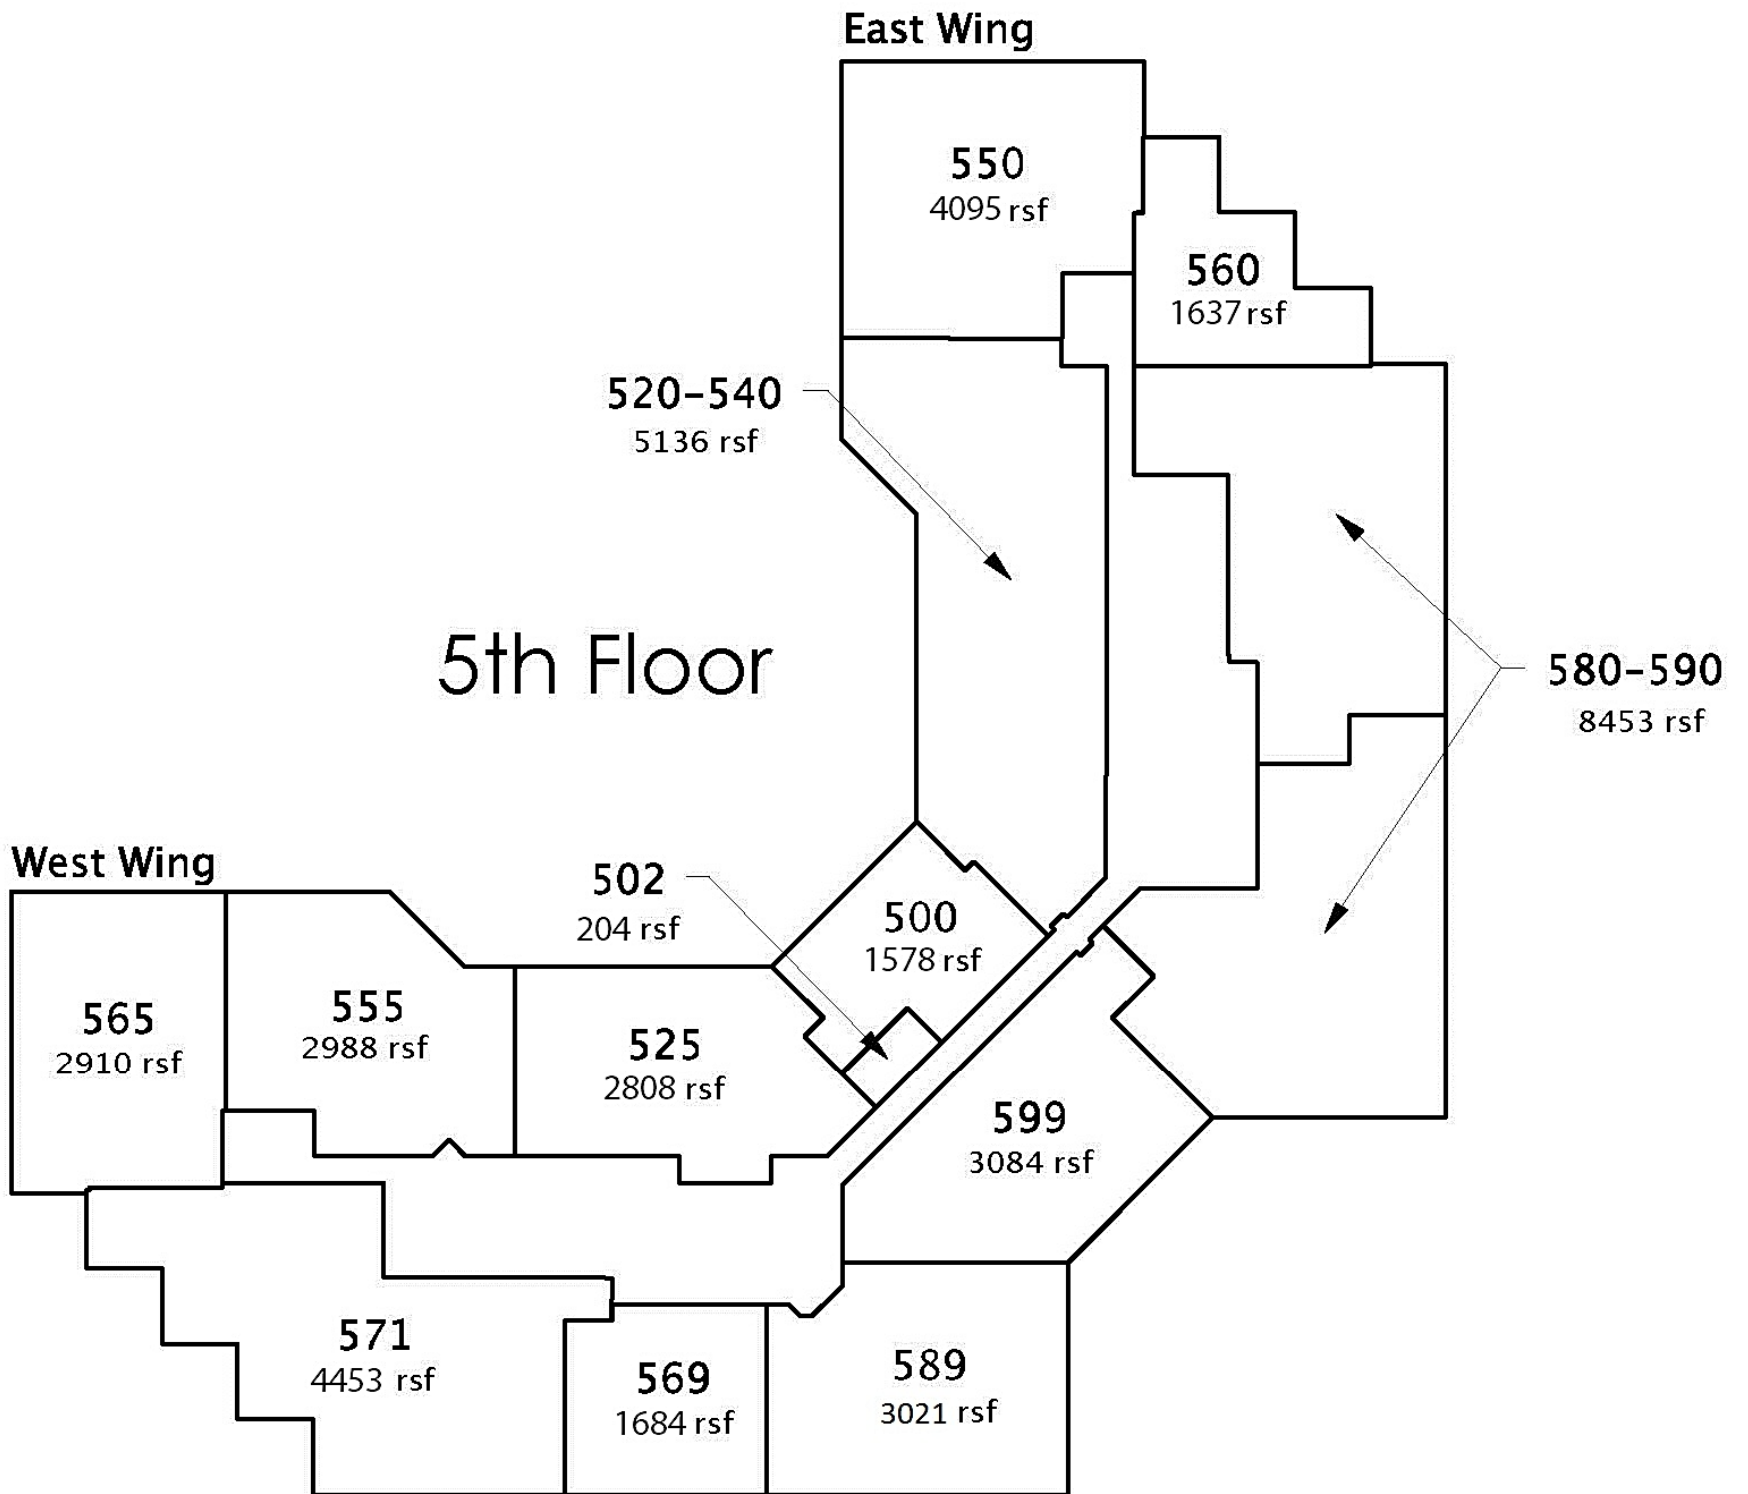 East Wing
550
4095 rsf
560
1637 rsf
520-540
5136 rsf
5th Floor
580-590
8453 rsf
West Wing
502
204 rsf
500
1578 rsf
565
2910 rsf
555
2988 rsf
525
2808 rsf
599
3084 rsf
571
4453 rsf
569
1684 rsf
589
3021 rsf